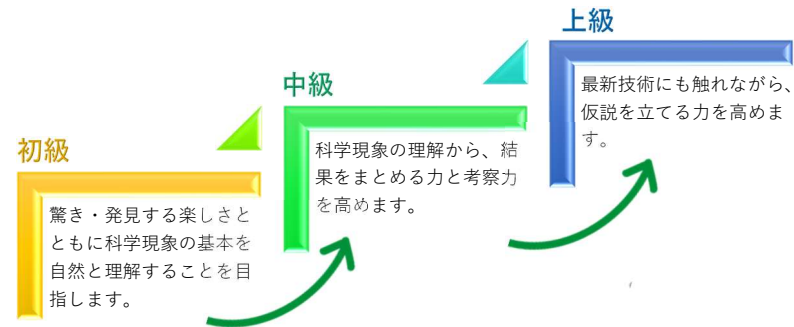 初級
驚き・発見する楽しさと
ともに科学現象の基本を
自然と理解することを目
指します。
中級
科学現象の理解から、結
果をまとめる力と考察力
を高めます。
上級
最新技術にも触れながら、
仮説を立てる力を高めま
す。